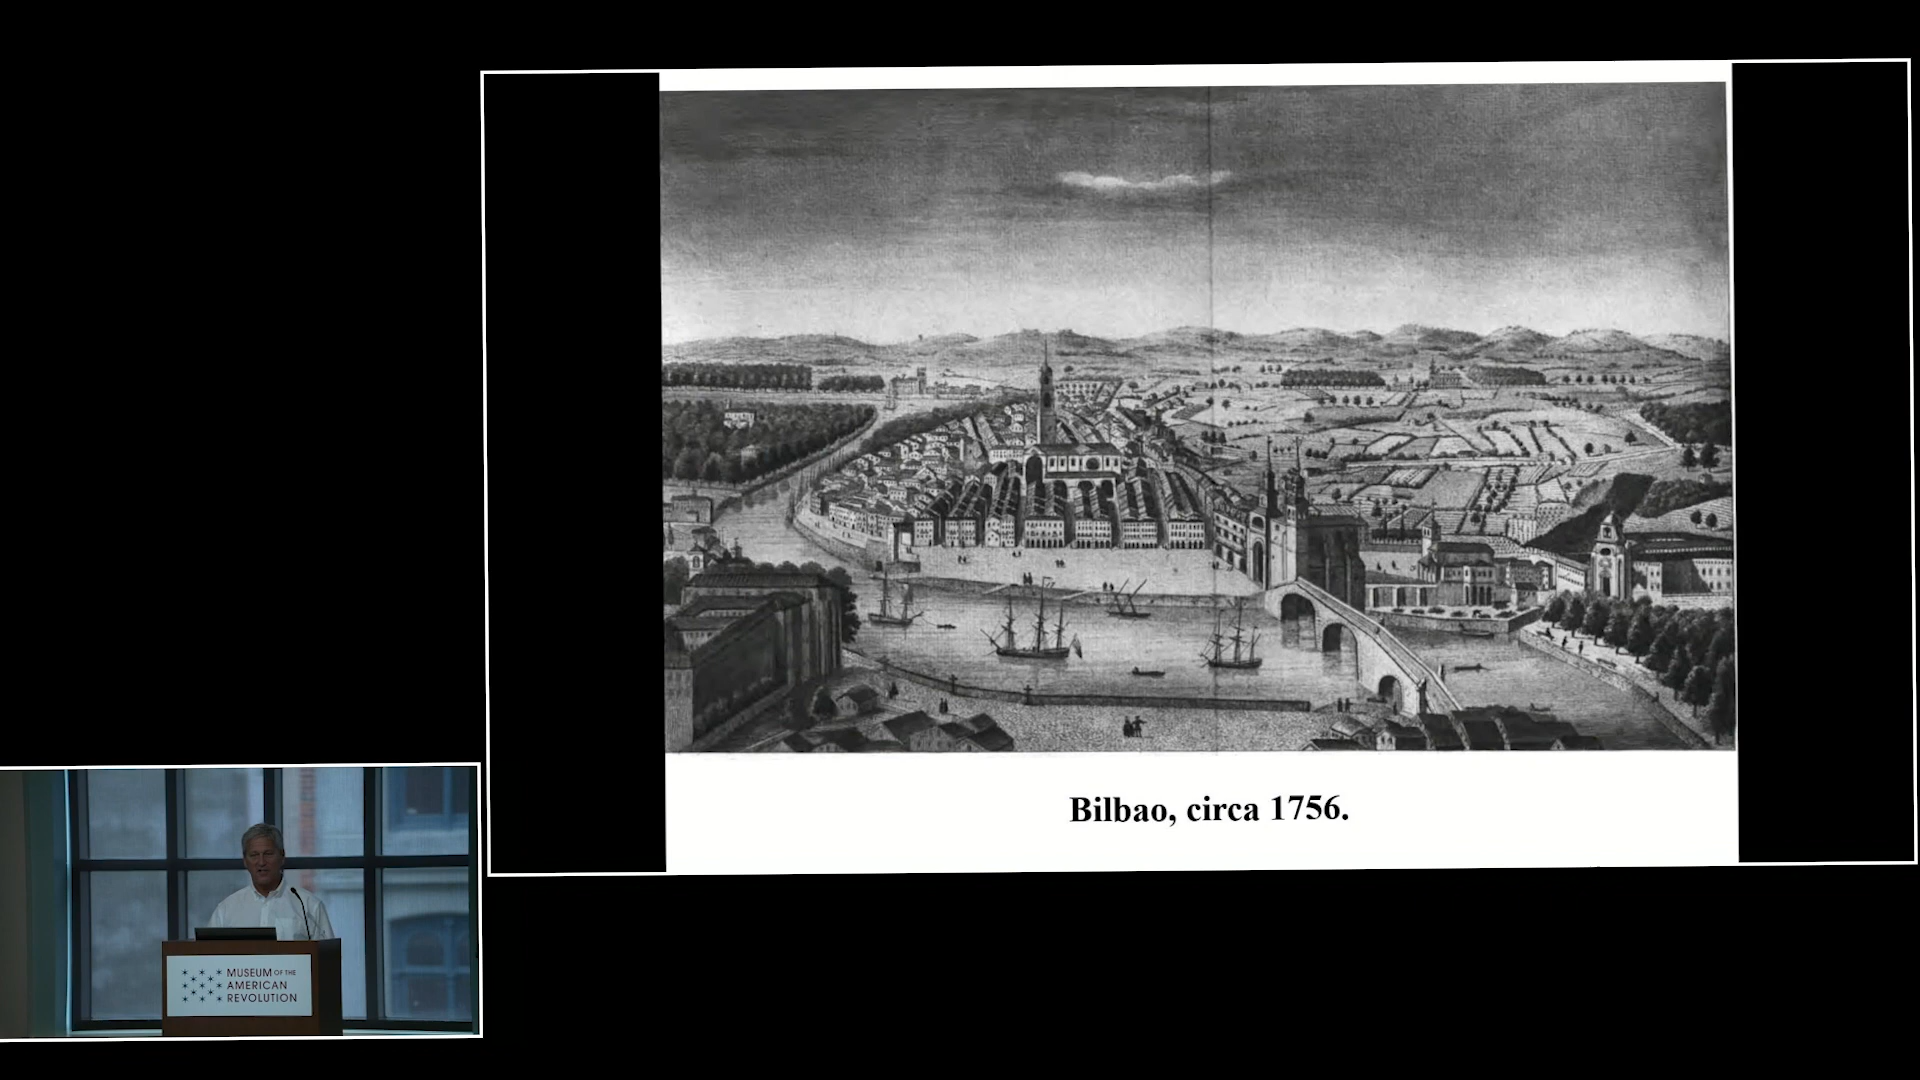 Bilbao, circa 1756.
MUSEUM OF THE
AMERICAN
REVOLUTION